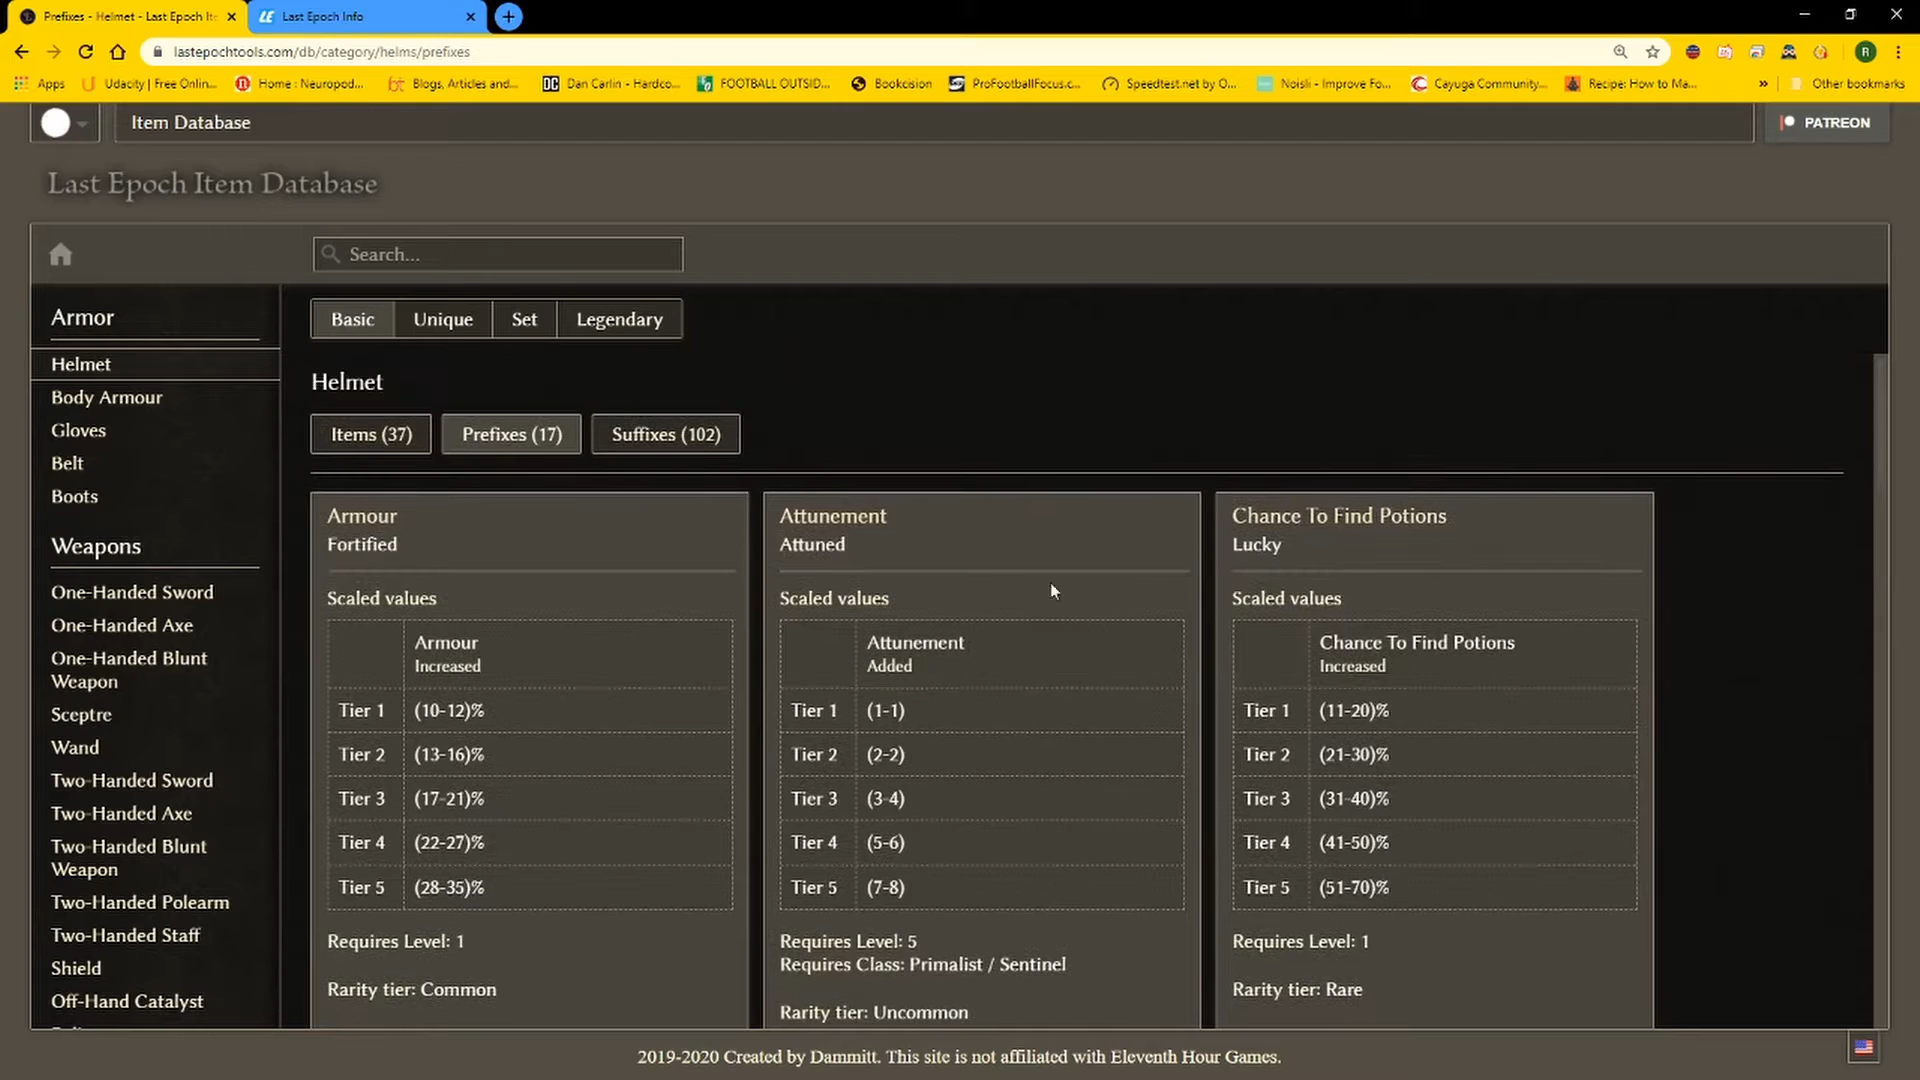 Prefixes - Helmet - Last Epoch Ite
Last Epoch Info
lastepochtools.com/db/category/helms/prefixes
R
Apps
Udacity | Free Onlin...
Home : Neuropod...
Blogs, Articles and...
Dan Carlin - Hardco...
FOOTBALL OUTSID...
Bookcision
ProFootballFocus.c...
Speedtest.net by O...
Noisli - Improve Fo...
Cayuga Community...
Recipe: How to Ma...
»
Other bookmarks
Item Database
PATREON
Last Epoch Item Database
Search...
Armor
Helmet
Body Armour
Gloves
Belt
Boots
Weapons
One-Handed Sword
One-Handed Axe
One-Handed Blunt
Weapon
Sceptre
Wand
Two-Handed Sword
Two-Handed Axe
Two-Handed Blunt
Weapon
Two-Handed Polearm
Two-Handed Staff
Shield
Off-Hand Catalyst
Basic
Unique
Set
Legendary
Helmet
Items (37)
Prefixes (17)
Suffixes (102)
Armour
Fortified
Scaled values
Armour
Increased
Tier 1 (10-12)%
Tier 2 (13-16)%
Tier 3 (17-21)%
Tier 4 (22-27)%
Tier 5 (28-35)%
Requires Level: 1
Rarity tier: Common
Attunement
Attuned
Scaled values
Attunement
Added
Tier 1 (1-1)
Tier 2 (2-2)
Tier 3 (3-4)
Tier 4 (5-6)
Tier 5 (7-8)
Requires Level: 5
Requires Class: Primalist / Sentinel
Rarity tier: Uncommon
Chance To Find Potions
Lucky
Scaled values
Chance To Find Potions
Increased
Tier 1 (11-20)%
Tier 2 (21-30)%
Tier 3 (31-40)%
Tier 4 (41-50)%
Tier 5 (51-70)%
Requires Level: 1
Rarity tier: Rare
2019-2020 Created by Dammitt. This site is not affiliated with Eleventh Hour Games.